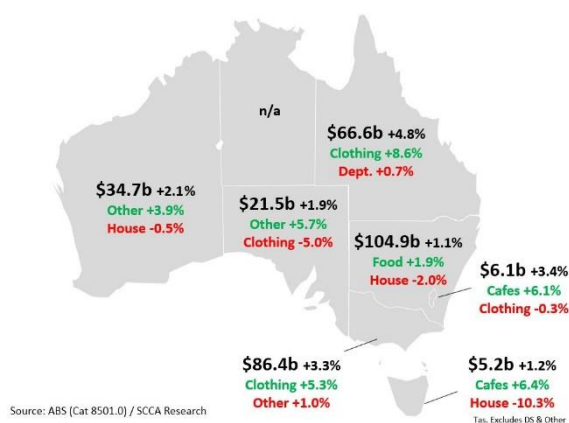 n/a
$66.6b +4.8%
Clothing +8.6%
Dept. +0.7%
$34.7b +2.1%
Other +3.9%
House -0.5%
$21.5b +1.9%
Other +5.7%
Clothing -5.0%
$104.9b +1.1%
Food +1.9%
House -2.0%
$6.1b +3.4%
Cafes +6.1%
Clothing -0.3%
$86.4b +3.3%
Clothing +5.3%
Other +1.0%
$5.2b +1.2%
Cafes +6.4%
House -10.3%
Source: ABS (Cat 8501.0) / SCCA Research
Tas. Excludes DS & Other